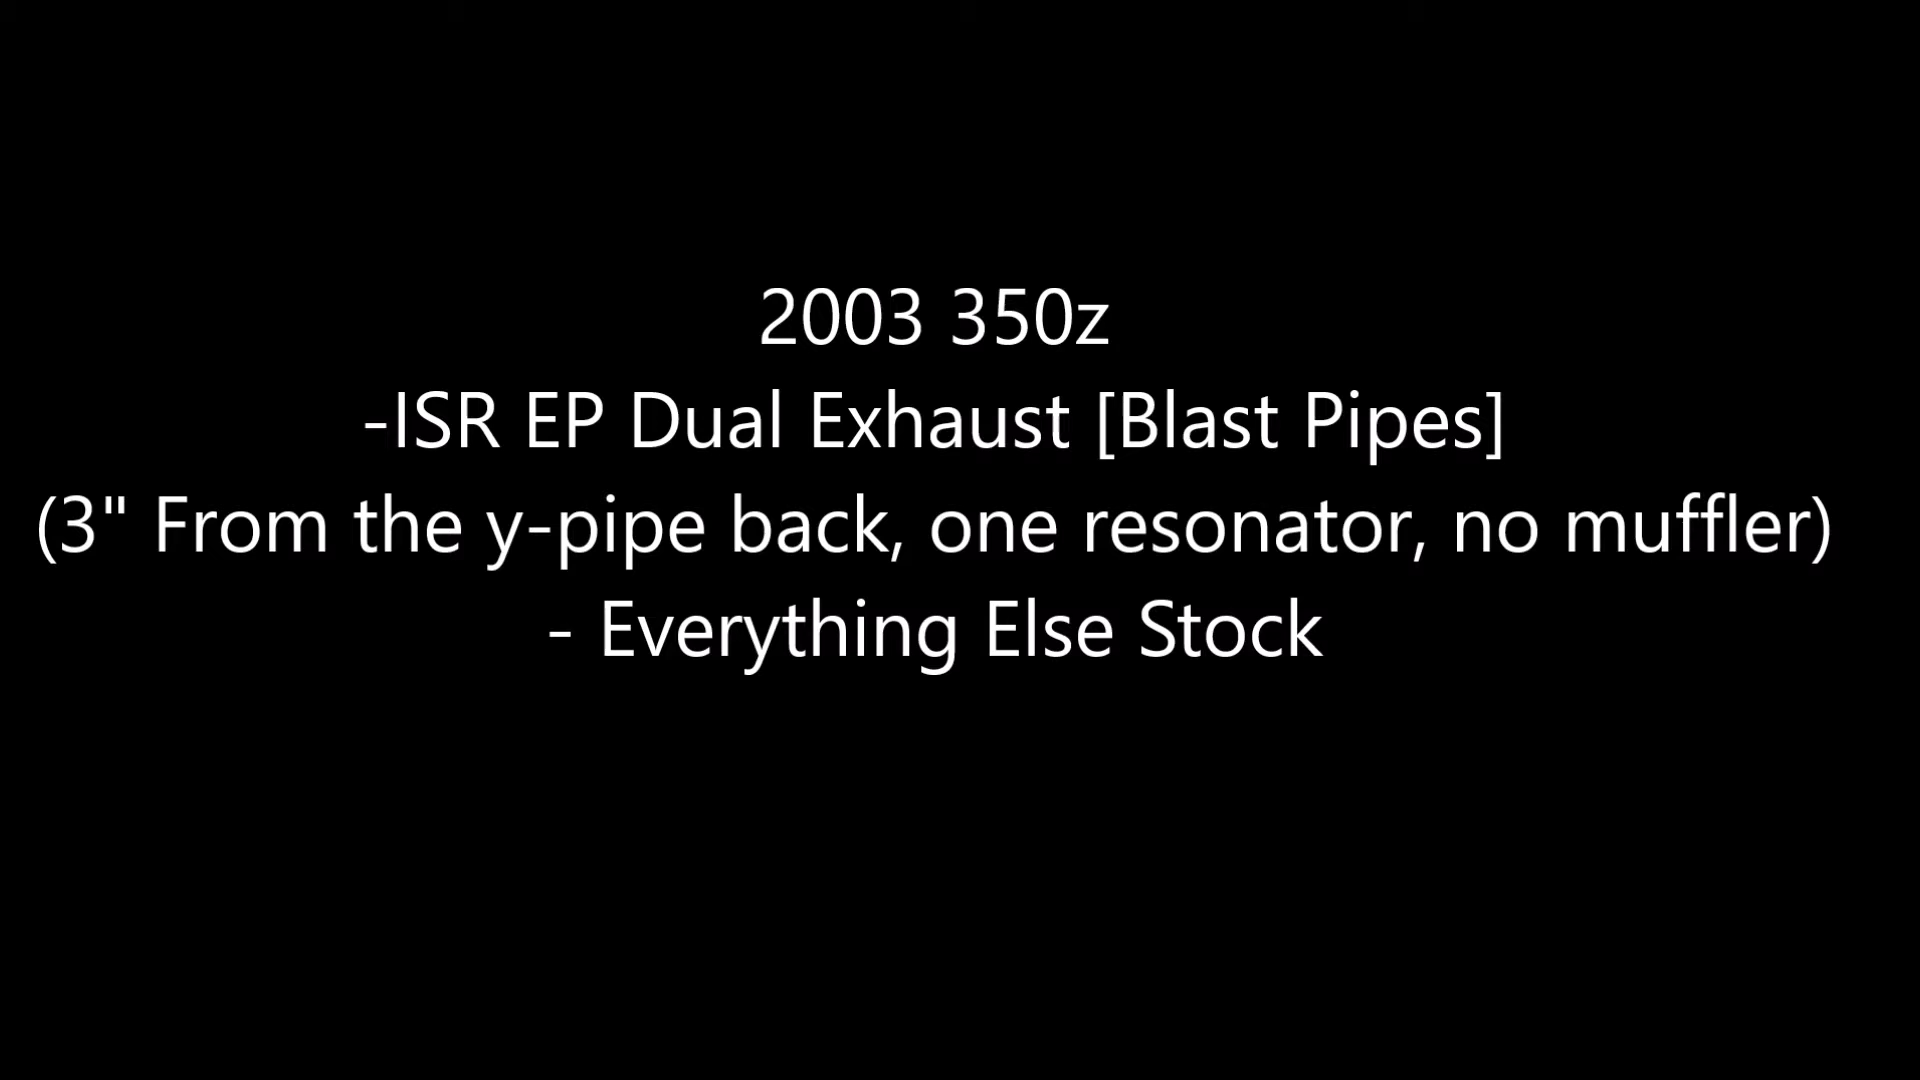 2003 350z
-ISR EP Dual Exhaust [Blast Pipes]
(3" From the y-pipe back, one resonator, no muffler)
- Everything Else Stock